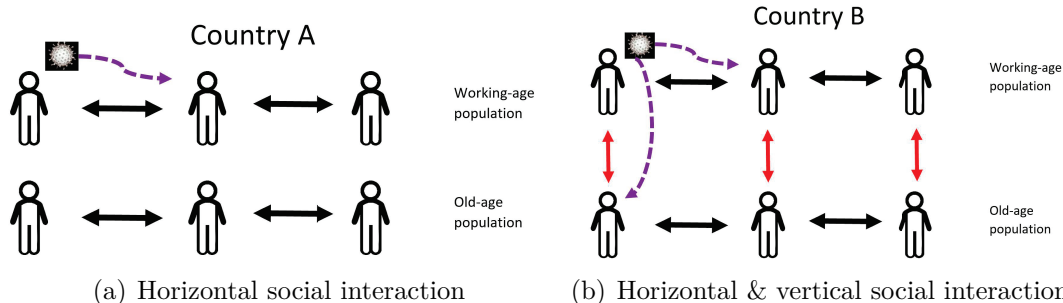 Country A
Working-age
population
Old-age
population
(a) Horizontal social interaction
Country B
Working-age
population
Old-age
population
(b) Horizontal & vertical social interaction